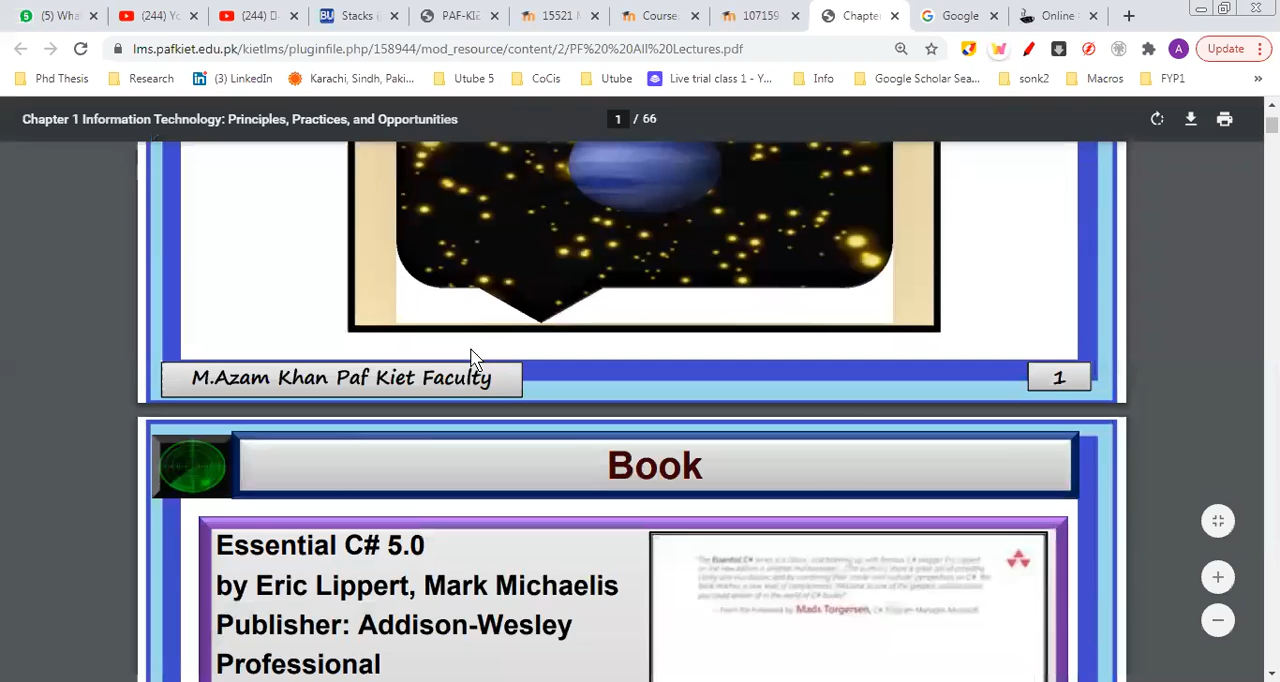 Wha
(244) Yo
(244) D
BU Stacks (
PAF-KIE
15521 M
Course:
107159
Chapte
Google
Online
lms.pafkiet.edu.pk/kietlms/pluginfile.php/158944/mod_resource/content/2/PF%20%20All%20Lectures.pdf
A
Update
Phd Thesis
Research
(3) LinkedIn
Karachi, Sindh, Paki...
Utube 5
CoCis
Utube
Live trial class 1 - Y...
Info
Google Scholar Sea...
sonk2
Macros
FYP1
»
Chapter 1 Information Technology: Principles, Practices, and Opportunities
1 / 66
M.Azam Khan Paf Kiet Faculty
1
Book
Essential C# 5.0
by Eric Lippert, Mark Michaelis
Publisher: Addison-Wesley
Professional
Mads Torgersen,